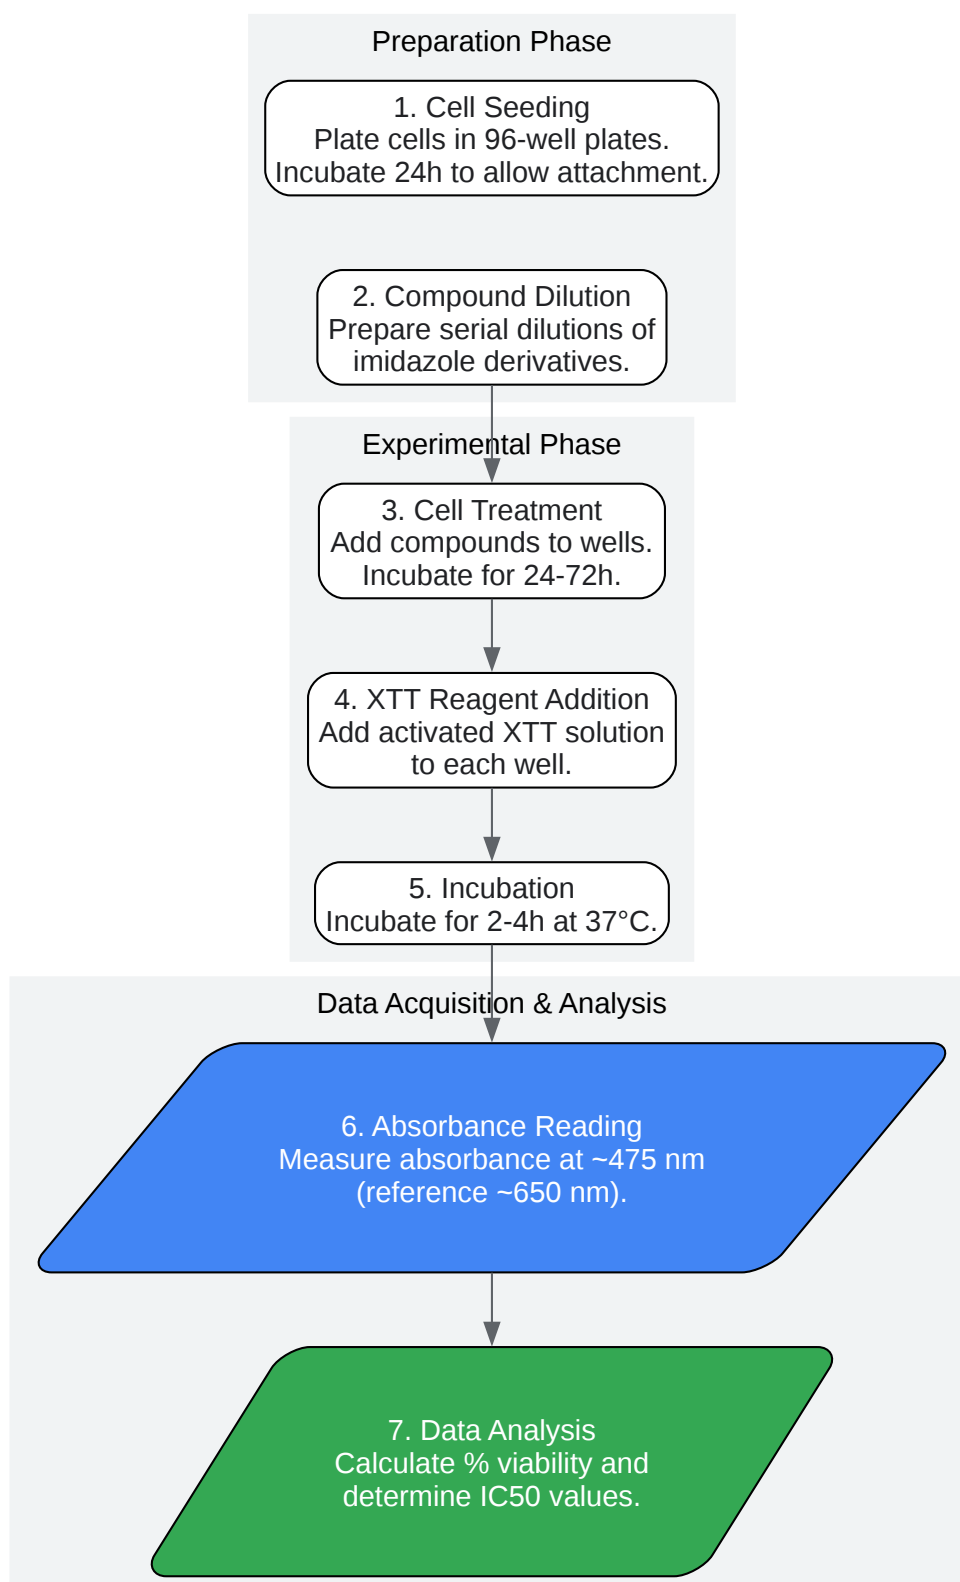 Preparation Phase
1. Cell Seeding
Plate cells in 96-well plates.
Incubate 24h to allow attachment.
2. Compound Dilution
Prepare serial dilutions of
imidazole derivatives.
Experimental Phase
3. Cell Treatment
Add compounds to wells.
Incubate for 24-72h.
4. XTT Reagent Addition
Add activated XTT solution
to each well.
5. Incubation
Incubate for 2-4h at 37°C.
Data Acquisition & Analysis
6. Absorbance Reading
Measure absorbance at ~475 nm
(reference ~650 nm).
7. Data Analysis
Calculate % viability and
determine IC50 values.